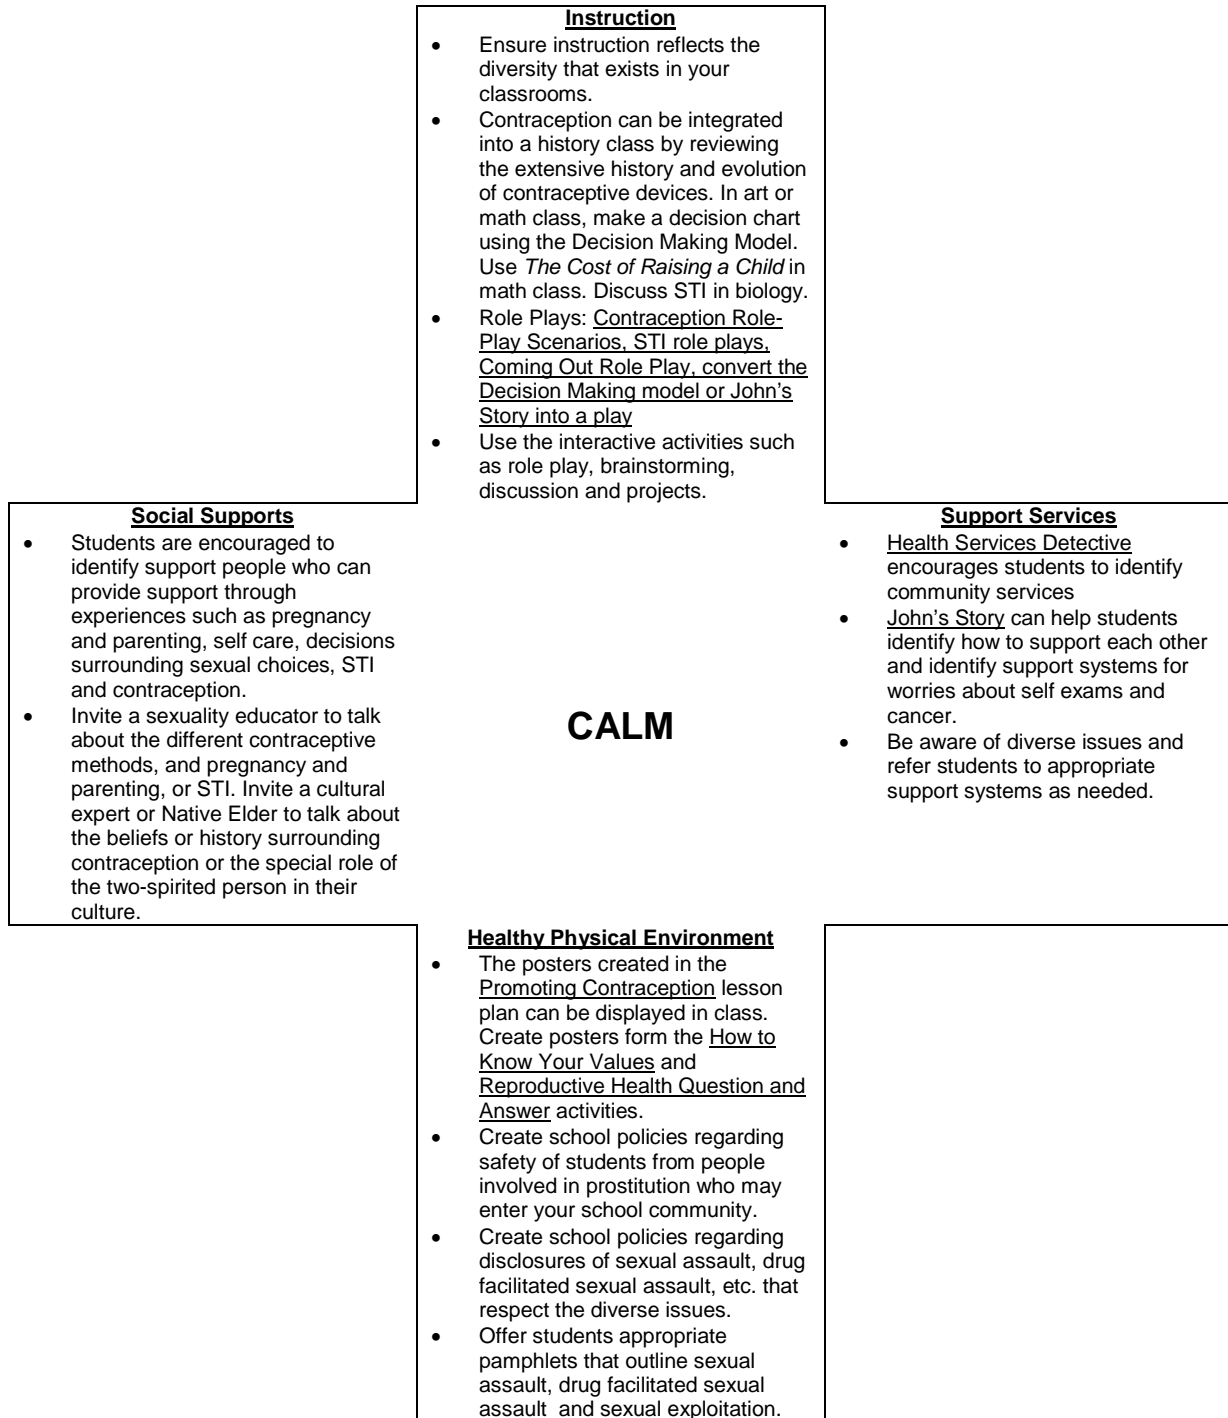 Instruction
• Ensure instruction reflects the
diversity that exists in your
classrooms.
• Contraception can be integrated
into a history class by reviewing
the extensive history and evolution
of contraceptive devices. In art or
math class, make a decision chart
using the Decision Making Model.
Use The Cost of Raising a Child in
math class. Discuss STI in biology.
• Role Plays: Contraception Role-
Play Scenarios, STI role plays,
Coming Out Role Play, convert the
Decision Making model or John's
Story into a play
• Use the interactive activities such
as role play, brainstorming,
discussion and projects.
Social Supports
• Students are encouraged to
identify support people who can
provide support through
experiences such as pregnancy
and parenting, self care, decisions
surrounding sexual choices, STI
and contraception.
• Invite a sexuality educator to talk
about the different contraceptive
methods, and pregnancy and
parenting, or STI. Invite a cultural
expert or Native Elder to talk about
the beliefs or history surrounding
contraception or the special role of
the two-spirited person in their
culture.
CALM
Support Services
• Health Services Detective
encourages students to identify
community services
• John's Story can help students
identify how to support each other
and identify support systems for
worries about self exams and
cancer.
• Be aware of diverse issues and
refer students to appropriate
support systems as needed.
Healthy Physical Environment
• The posters created in the
Promoting Contraception lesson
plan can be displayed in class.
Create posters form the How to
Know Your Values and
Reproductive Health Question and
Answer activities.
• Create school policies regarding
safety of students from people
involved in prostitution who may
enter your school community.
• Create school policies regarding
disclosures of sexual assault, drug
facilitated sexual assault, etc. that
respect the diverse issues.
• Offer students appropriate
pamphlets that outline sexual
assault, drug facilitated sexual
assault and sexual exploitation.